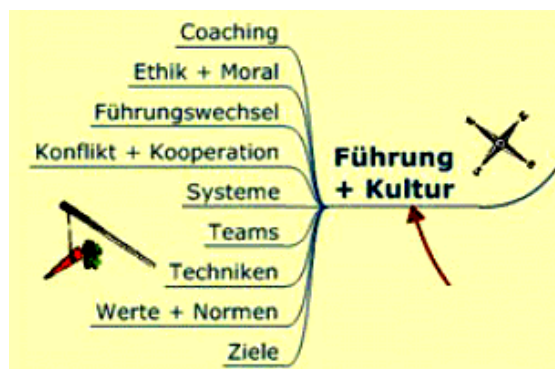 Coaching
Ethik + Moral
Führungswechsel
Konflikt + Kooperation
Systeme
Teams
Techniken
Werte + Normen
Ziele
Führung
+ Kultur